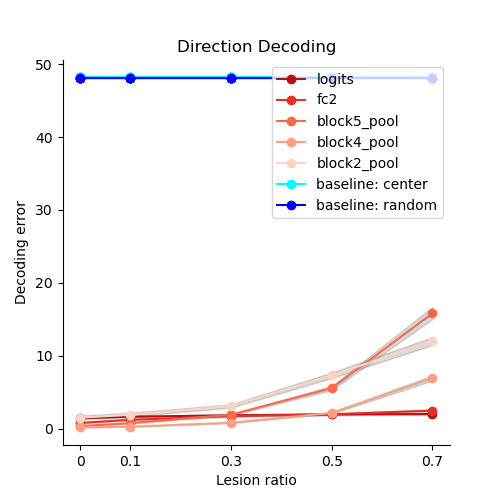 Direction Decoding
50
40
30
20
10
0
Decoding error
logits
fc2
block5_pool
block4_pool
block2_pool
baseline: center
baseline: random
0 0.1 0.3 0.5 0.7
Lesion ratio